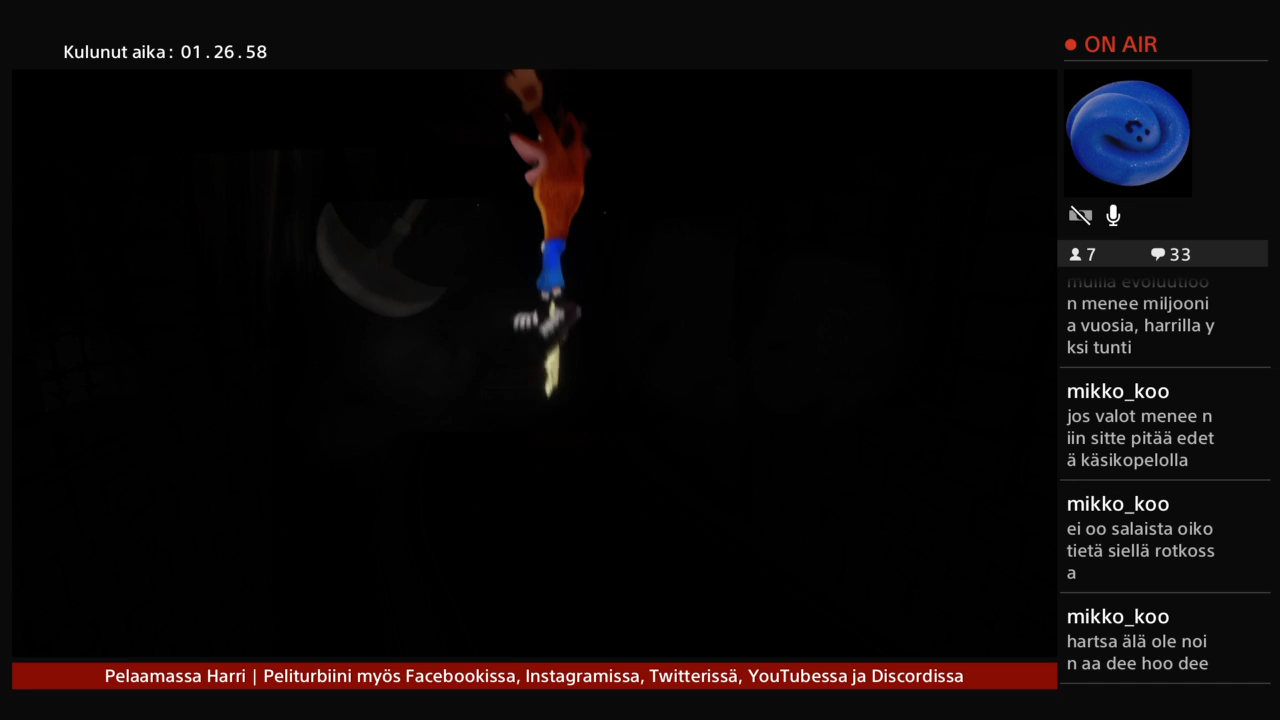 Kulunut aika: 01.26.58
ON AIR
7
33
muilla evoluutioo
n menee miljooni
a vuosia, harrilla y
ksi tunti
mikko_koo
jos valot menee n
iin sitte pitää edet
ä käsikopelolla
mikko_koo
ei oo salaista oiko
tietä siellä rotkoss
a
mikko_koo
hartsa älä ole noi
n aa dee hoo dee
Pelaamassa Harri | Peliturbiini myös Facebookissa, Instagramissa, Twitterissä, YouTubessa ja Discordissa